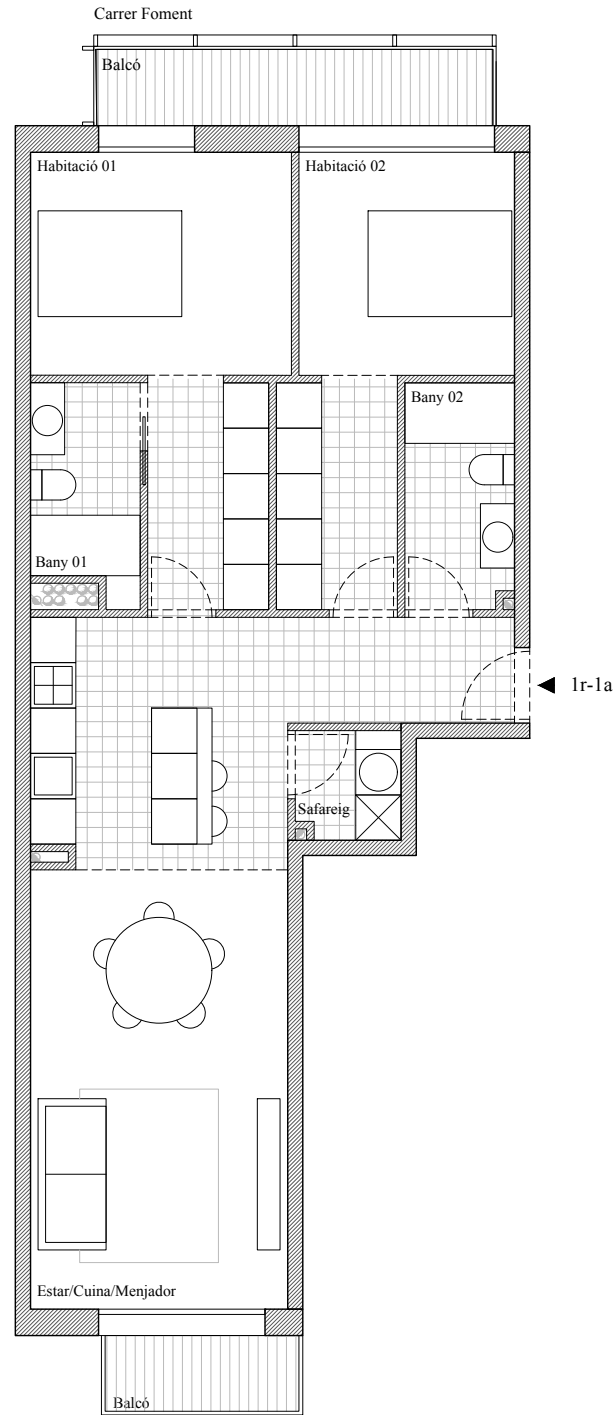 Carrer Foment
Balcó
Habitació 01
Habitació 02
Bany 02
Bany 01
1r-1a
Safareig
Estar/Cuina/Menjador
Balcó